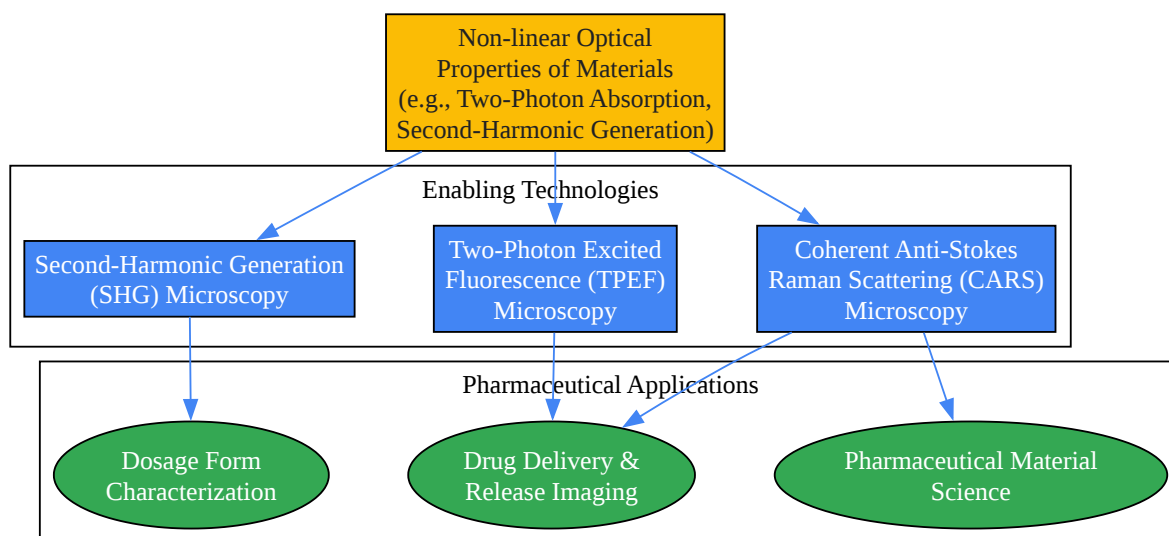 Non-linear Optical
Properties of Materials
(e.g., Two-Photon Absorption,
Second-Harmonic Generation)
Enabling Technologies
Second-Harmonic Generation
(SHG) Microscopy
Two-Photon Excited
Fluorescence (TPEF)
Microscopy
Coherent Anti-Stokes
Raman Scattering (CARS)
Microscopy
Pharmaceutical Applications
Dosage Form
Characterization
Drug Delivery &
Release Imaging
Pharmaceutical Material
Science